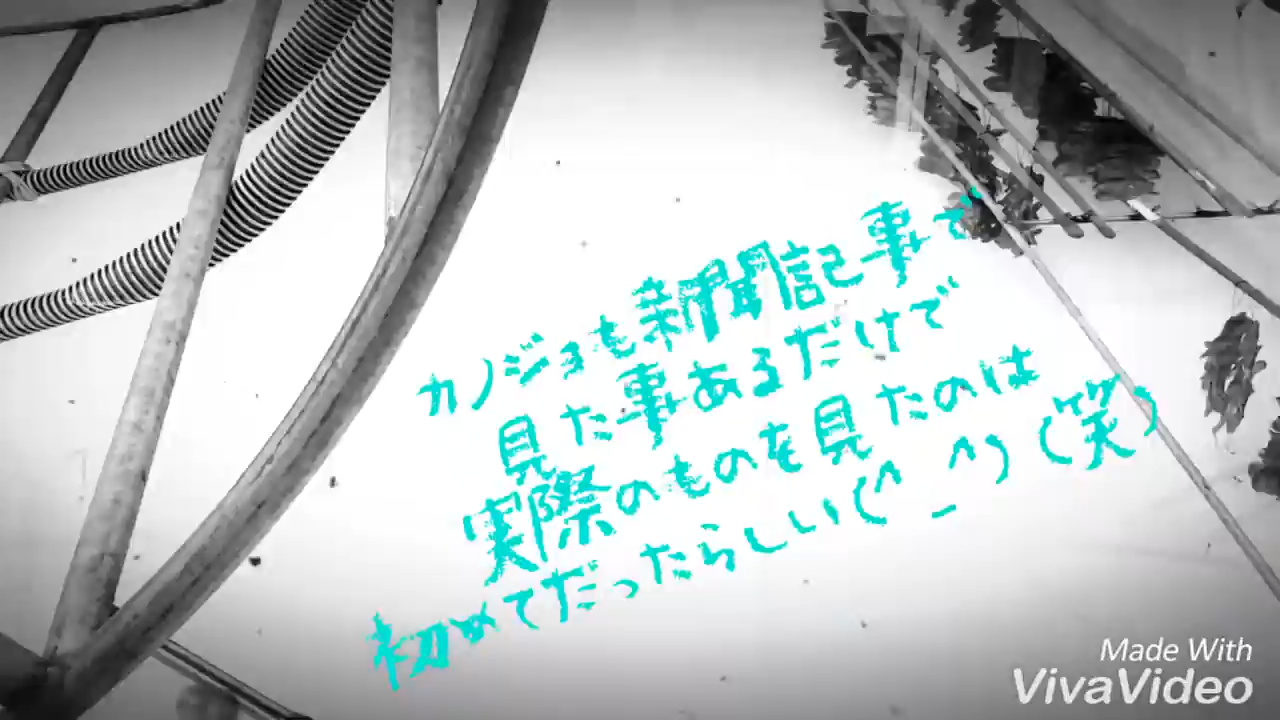 カノジョも新聞記事で
見た事あるだけで
実際のものを見たのは
初めてだったらしい(^_^)(笑)
Made With
VivaVideo